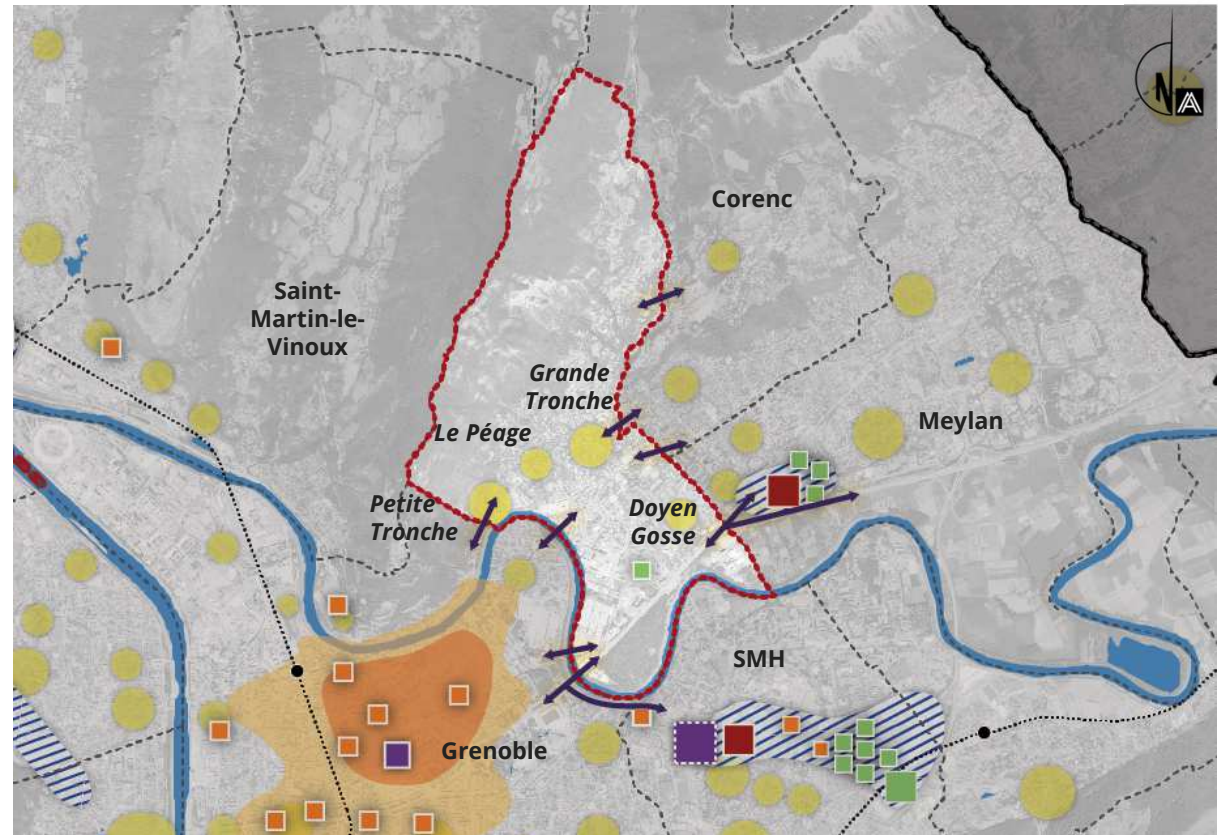 N
Corenc
Saint-
Martin-le-
Vinoux
Grande
Tronche
Meylan
Le Péage
Petite
Tronche
Doyen
Gosse
SMH
Grenoble